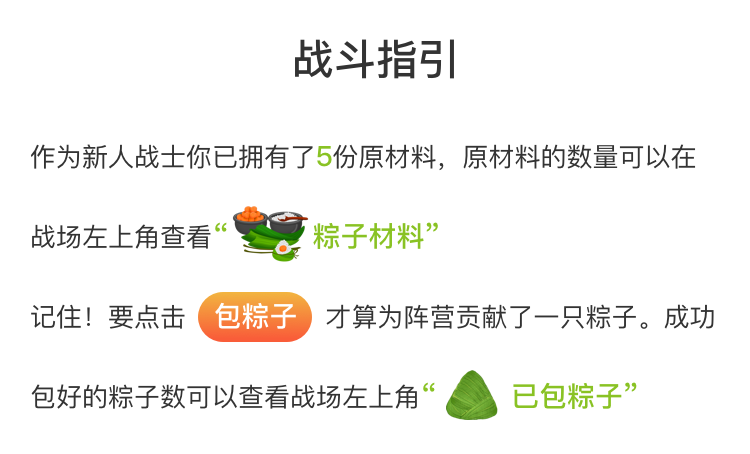 战斗指引
作为新人战士你已拥有了5份原材料，原材料的数量可以在
战场左上角查看“粽子材料”
记住！要点击 包粽子 才算为阵营贡献了一只粽子。成功
包好的粽子数可以查看战场左上角“已包粽子”